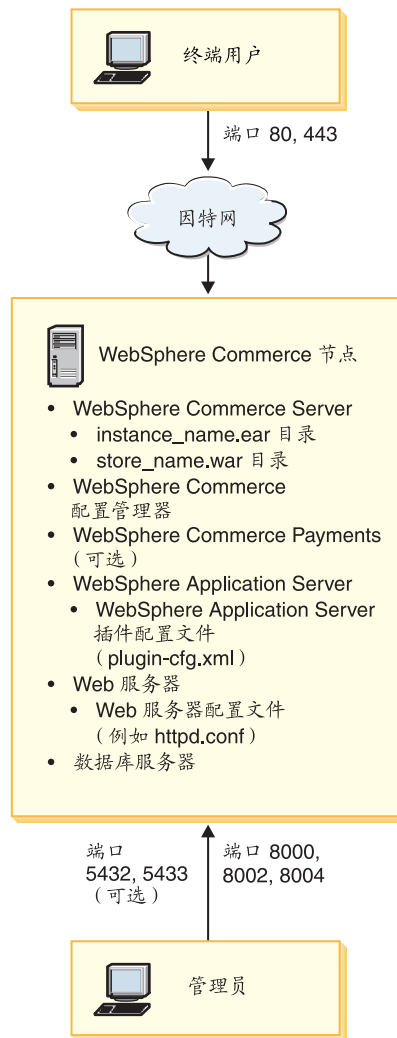 终端用户
端口 80, 443
因特网
WebSphere Commerce 节点
• WebSphere Commerce Server
• instance_name.ear 目录
• store_name.war 目录
• WebSphere Commerce
配置管理器
• WebSphere Commerce Payments
（可选）
• WebSphere Application Server
• WebSphere Application Server
插件配置文件
（plugin-cfg.xml）
• Web 服务器
• Web 服务器配置文件
（例如 httpd.conf）
• 数据库服务器
端口
5432, 5433
（可选）
端口 8000,
8002, 8004
管理员